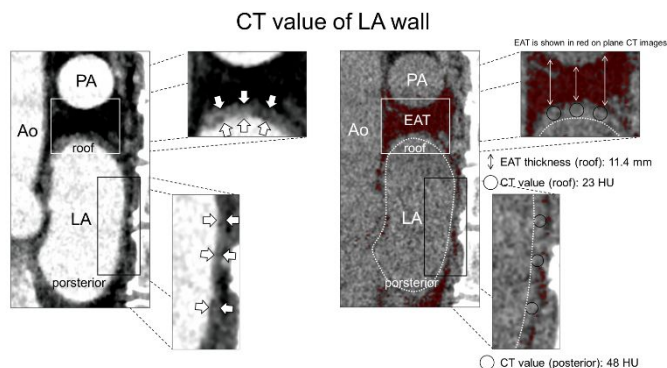 CT value of LA wall
PA
Ao
roof
LA
porsterior
EAT is shown in red on plane CT images
PA
Ao
EAT
roof
LA
porsterior
EAT thickness (roof): 11.4 mm
CT value (roof): 23 HU
CT value (posterior): 48 HU